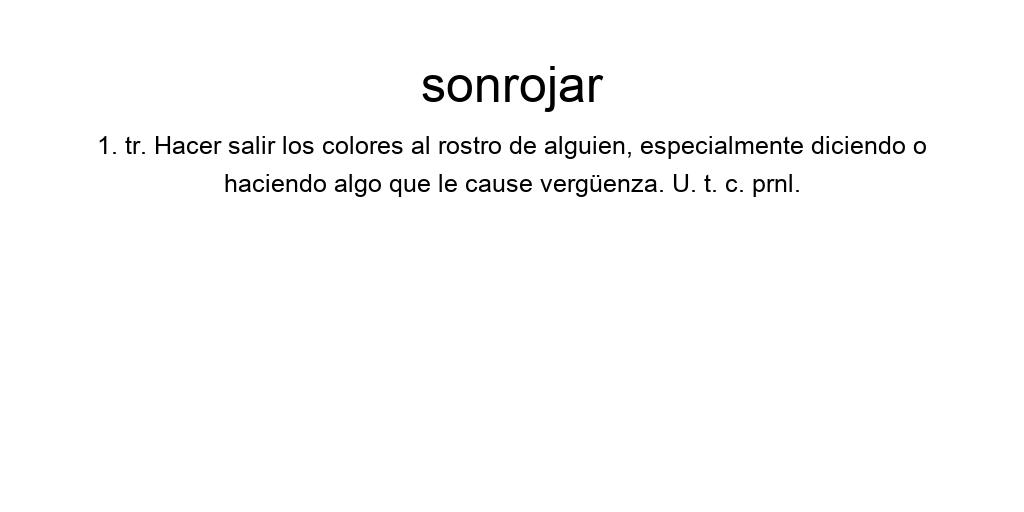 sonrojar
1. tr. Hacer salir los colores al rostro de alguien, especialmente diciendo o
haciendo algo que le cause vergüenza. U. t. c. prnl.